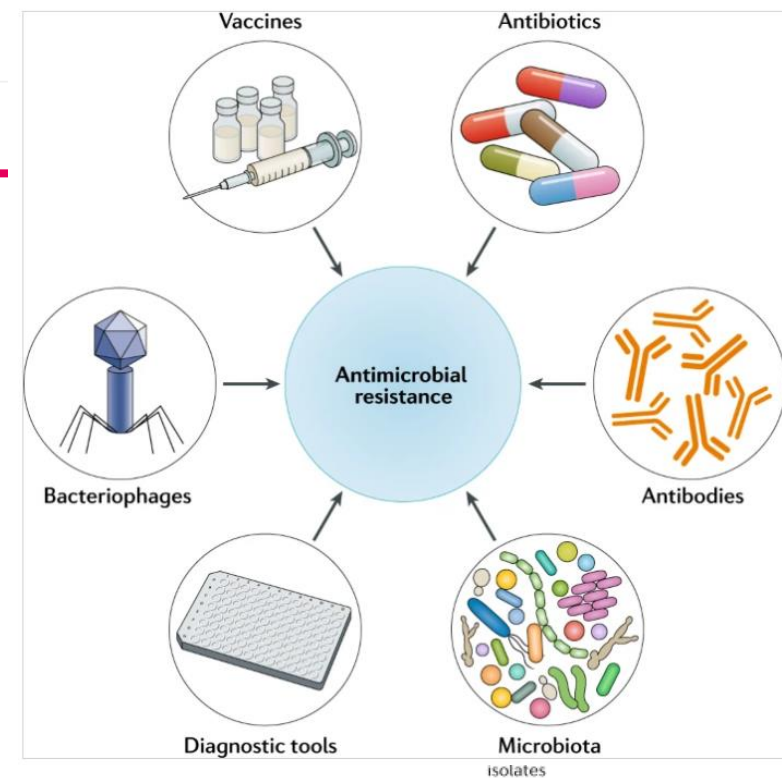 Vaccines
Antibiotics
Antimicrobial
resistance
Bacteriophages
Antibodies
Diagnostic tools
Microbiota
isolates